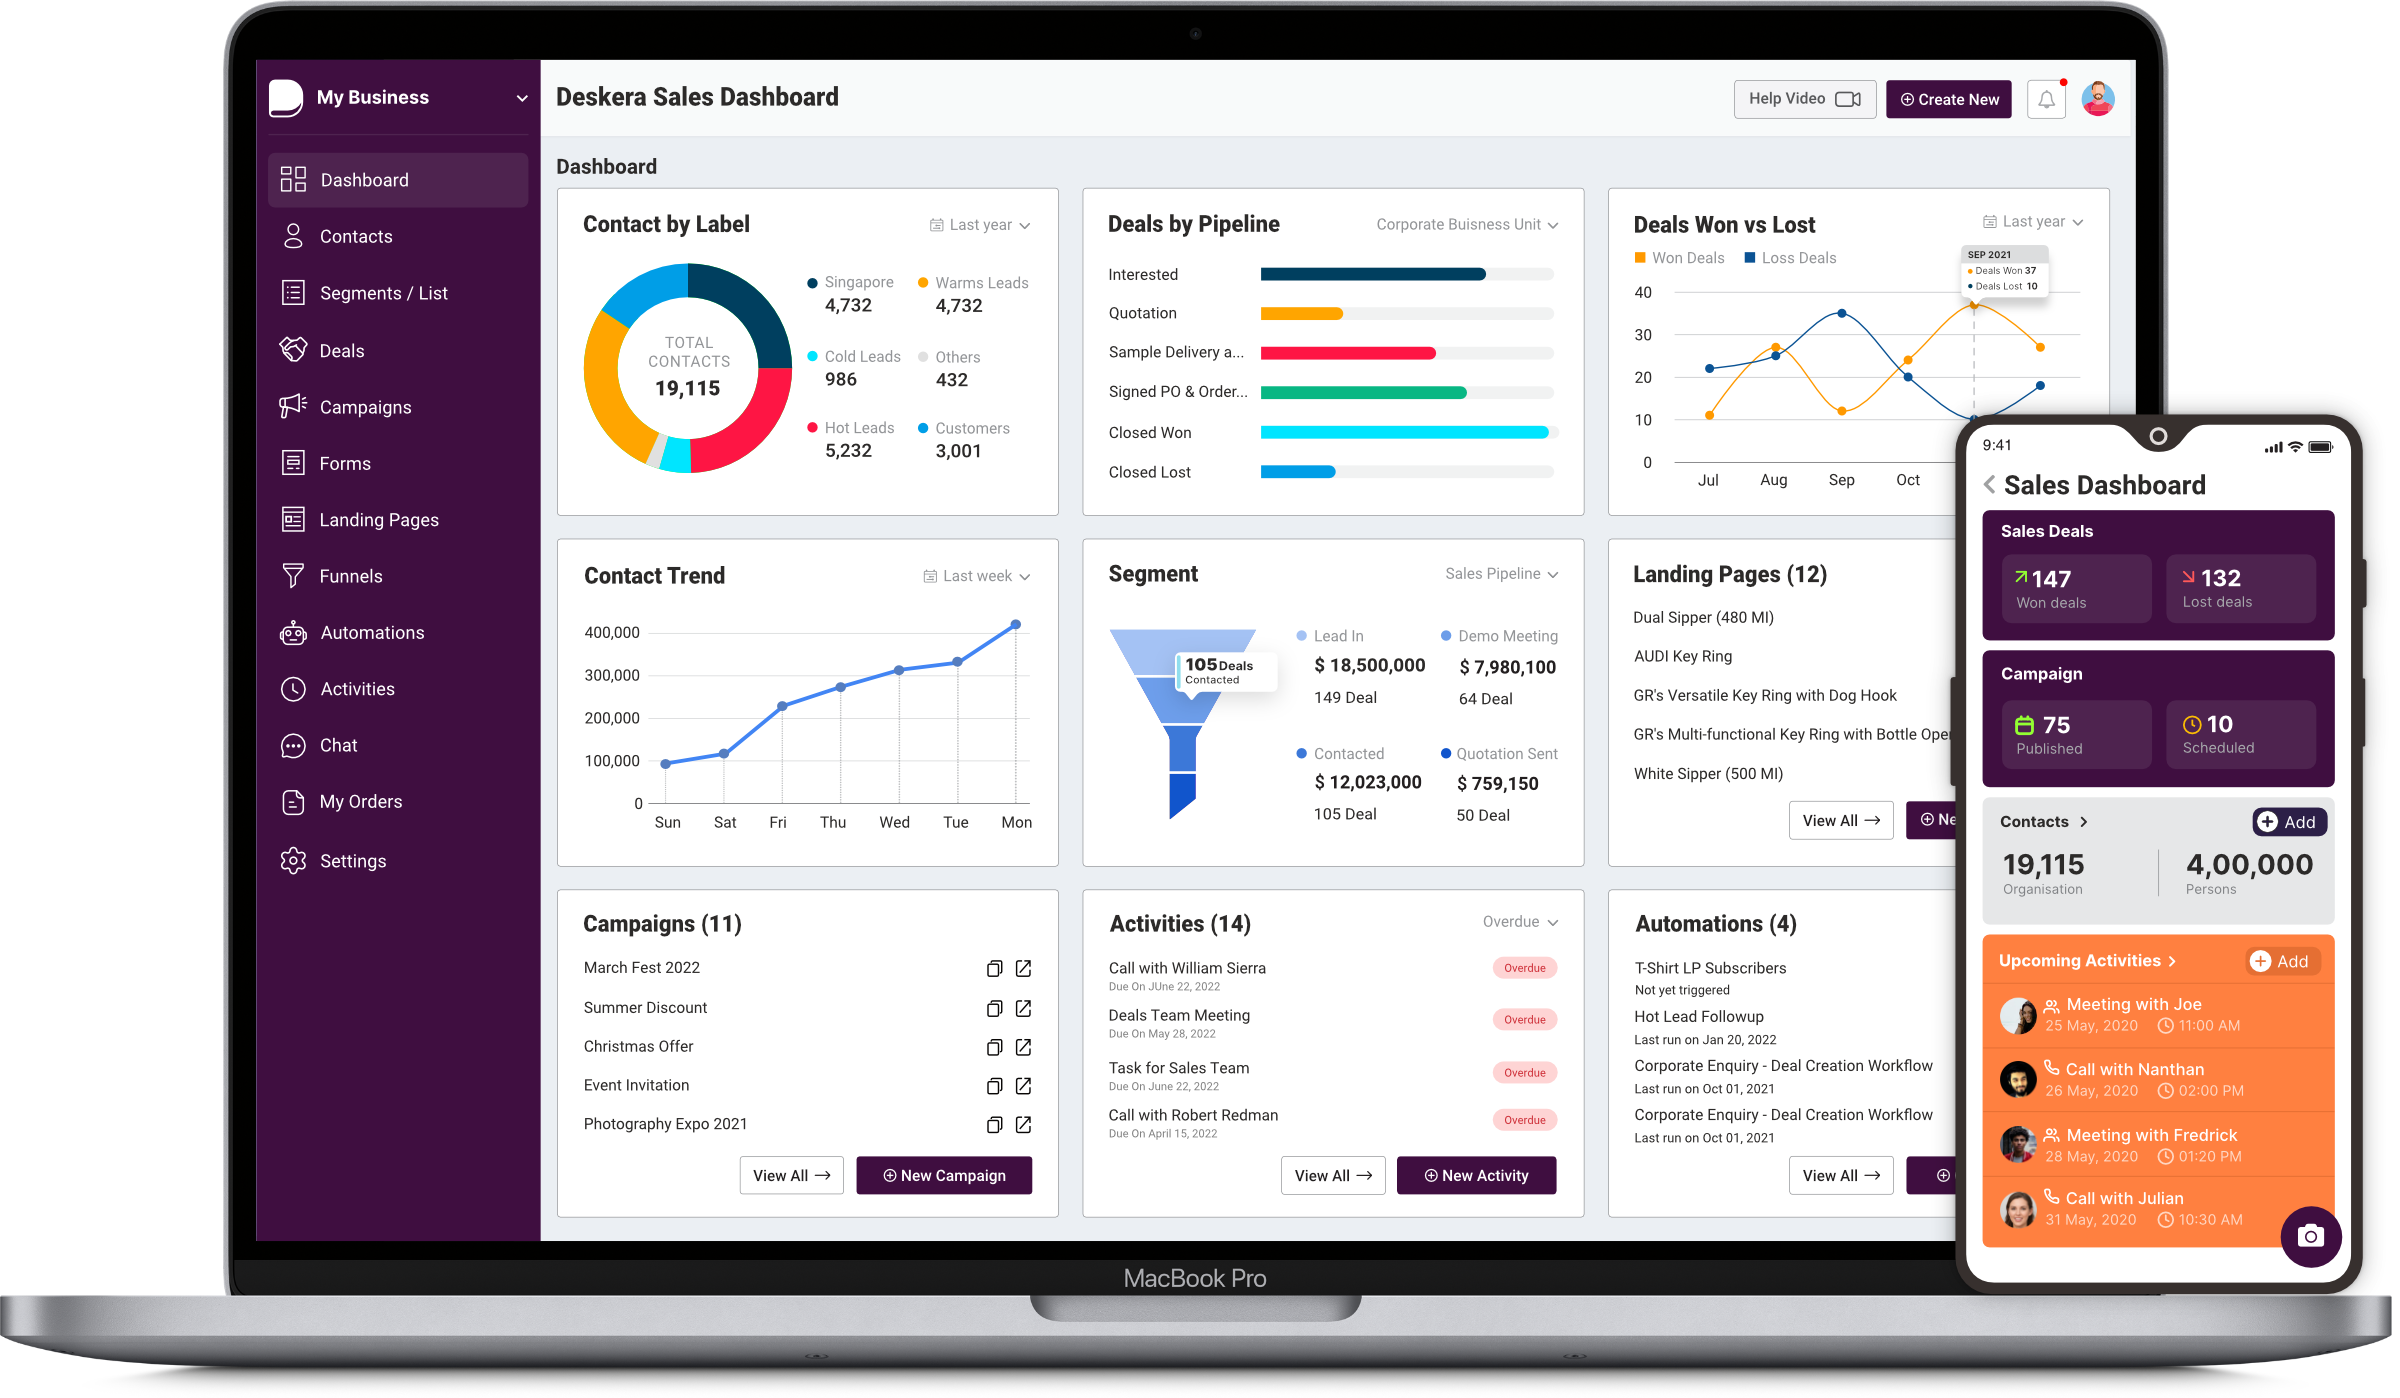 My Business
Dashboard
Contacts
Segments / List
Deals
Campaigns
Forms
Landing Pages
Funnels
Automations
Activities
Chat
My Orders
Settings
Deskera Sales Dashboard
Help Video
Create New
Dashboard
Contact by Label
Last year
TOTAL
CONTACTS
19,115
Singapore
4,732
Warms Leads
4,732
Cold Leads
986
Others
432
Hot Leads
5,232
Customers
3,001
Deals by Pipeline
Corporate Buisness Unit
Interested
Quotation
Sample Delivery a...
Signed PO & Order...
Closed Won
Closed Lost
Deals Won vs Lost
Last year
Won Deals
Loss Deals
SEP 2021
Deals Won 37
Deals Lost 10
40
30
20
10
0
Jul
Aug
Sep
Oct
Contact Trend
Last week
400,000
300,000
200,000
100,000
0
Sun
Sat
Fri
Thu
Wed
Tue
Mon
Segment
Sales Pipeline
105 Deals
Contacted
Lead In
$ 18,500,000
149 Deal
Demo Meeting
$ 7,980,100
64 Deal
Contacted
$ 12,023,000
105 Deal
Quotation Sent
$ 759,150
50 Deal
Landing Pages (12)
Dual Sipper (480 Ml)
AUDI Key Ring
GR's Versatile Key Ring with Dog Hook
GR's Multi-functional Key Ring with Bottle Ope
White Sipper (500 Ml)
View All
Ne
Campaigns (11)
March Fest 2022
Summer Discount
Christmas Offer
Event Invitation
Photography Expo 2021
View All
New Campaign
Activities (14)
Overdue
Call with William Sierra
Due On JUne 22, 2022
Overdue
Deals Team Meeting
Due On May 28, 2022
Overdue
Task for Sales Team
Due On June 22, 2022
Overdue
Call with Robert Redman
Due On April 15, 2022
Overdue
View All
New Activity
Automations (4)
T-Shirt LP Subscribers
Not yet triggered
Hot Lead Followup
Last run on Jan 20, 2022
Corporate Enquiry - Deal Creation Workflow
Last run on Oct 01, 2021
Corporate Enquiry - Deal Creation Workflow
Last run on Oct 01, 2021
View All
MacBook Pro
9:41
Sales Dashboard
Sales Deals
147
Won deals
132
Lost deals
Campaign
75
Published
10
Scheduled
Contacts
Add
19,115
Organisation
4,00,000
Persons
Upcoming Activities
Add
Meeting with Joe
25 May, 2020
11:00 AM
Call with Nanthan
26 May, 2020
02:00 PM
Meeting with Fredrick
28 May, 2020
01:20 PM
Call with Julian
31 May, 2020
10:30 AM